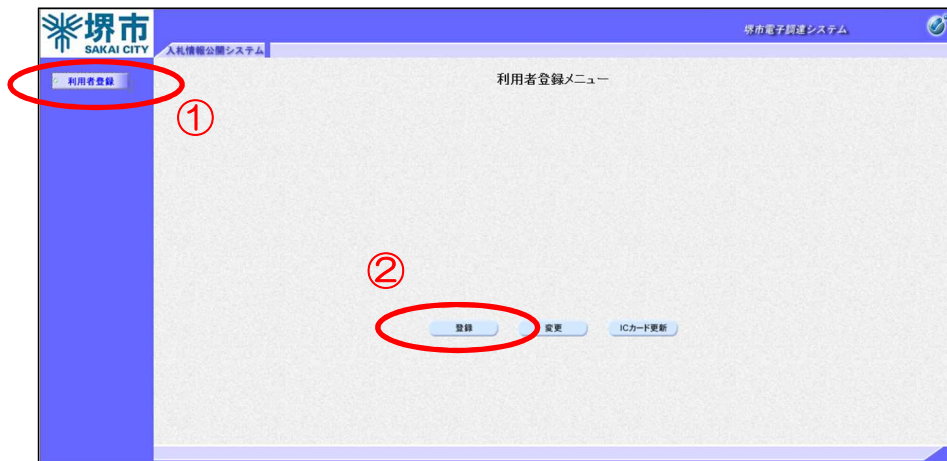 堺市
SAKAI CITY
堺市電子調達システム
入札情報公開システム
利用者登録
利用者登録メニュー
①
②
登録
変更
ICカード更新